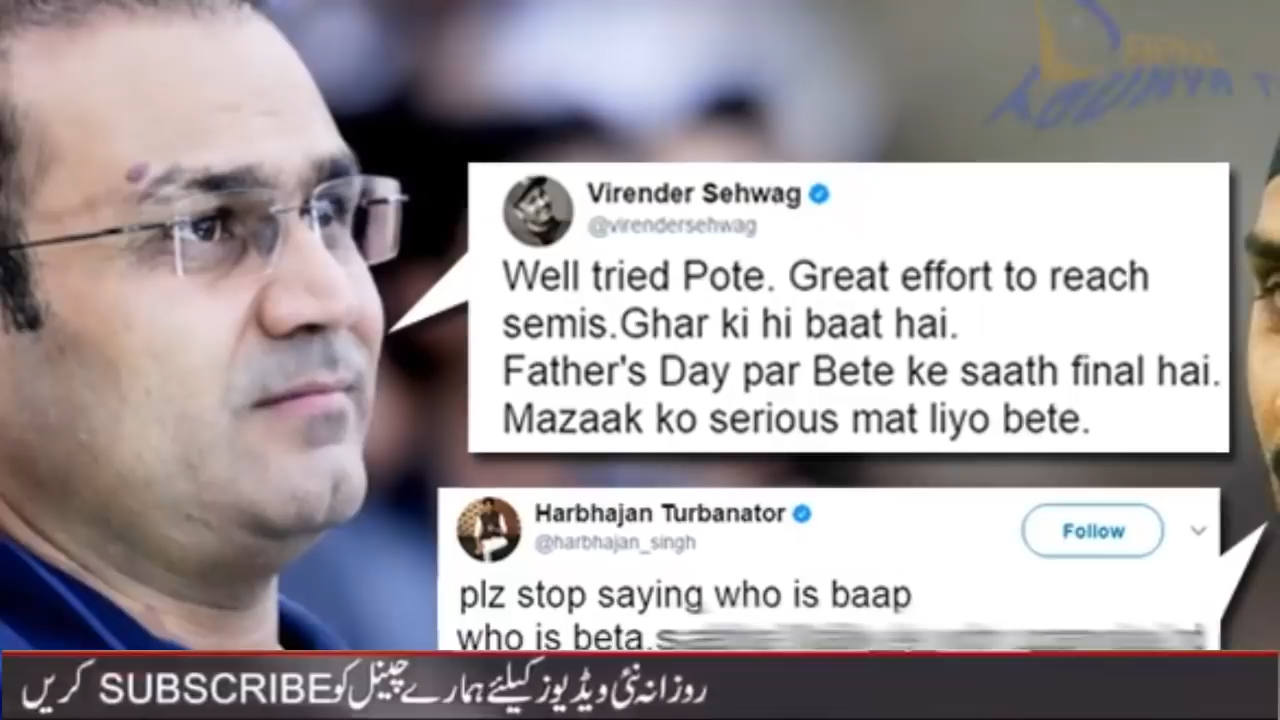 Virender Sehwag
@virendersehwag
Well tried Pote. Great effort to reach
semis.Ghar ki hi baat hai.
Father's Day par Bete ke saath final hai.
Mazaak ko serious mat liyo bete.
Harbhajan Turbanator
@harbhajan_singh
Follow
plz stop saying who is baap
who is beta.
روزانہ نئی ویڈیوز کیلئے ہمارے چینل کو SUBSCRIBE کریں